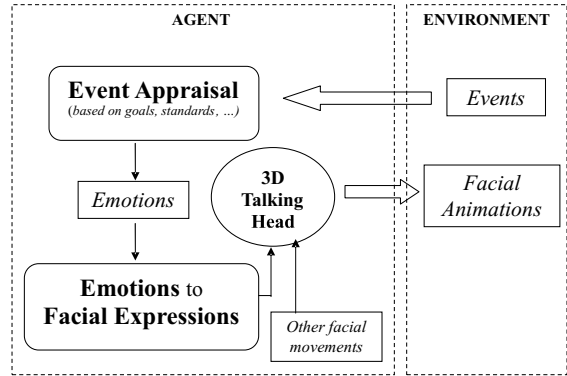 AGENT
ENVIRONMENT
Event Appraisal
(based on goals, standards, ...)
Events
Emotions
3D
Talking
Head
Facial
Animations
Emotions to
Facial Expressions
Other facial
movements